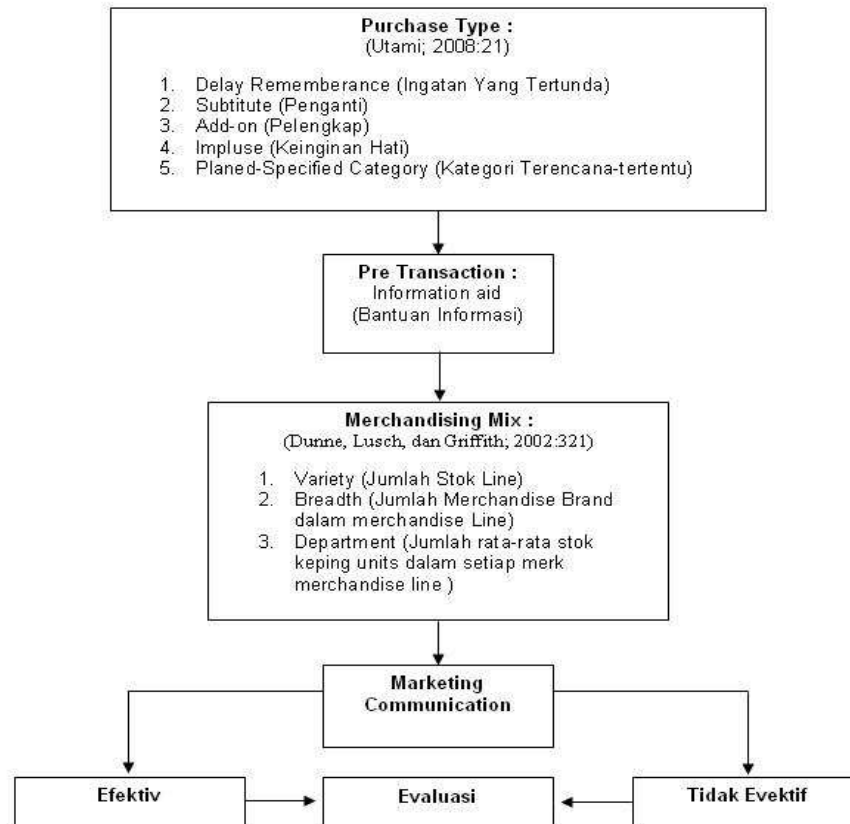 Purchase Type :
(Utami; 2008:21)
1. Delay Rememberance (Ingatan Yang Tertunda)
2. Subtitute (Penganti)
3. Add-on (Pelengkap)
4. Impluse (Keinginan Hati)
5. Planed-Specified Category (Kategori Terencana-tertentu)
Pre Transaction :
Information aid
(Bantuan Informasi)
Merchandising Mix :
(Dunne, Lusch, dan Griffith; 2002:321)
1. Variety (Jumlah Stok Line)
2. Breadth (Jumlah Merchandise Brand
dalam merchandise Line)
3. Department (Jumlah rata-rata stok
keping units dalam setiap merk
merchandise line )
Marketing
Communication
Efektiv
Evaluasi
Tidak Evektif